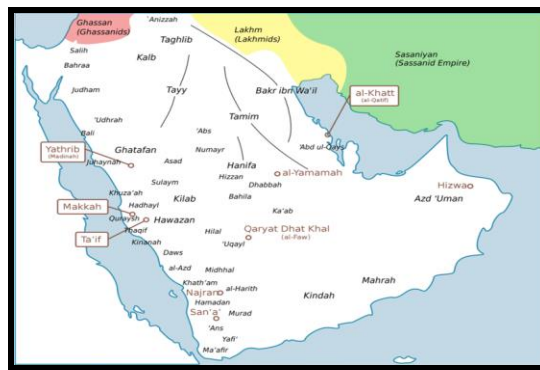 'Anizzah
Ghassan
(Ghassanids)
Lakhm
(Lakhmids)
Taghlib
Salih
Kalb
Bahraa
Sasaniyan
(Sassanid Empire)
Judham
Tayy
Bakr ibn Wa'il
al-Khatt
(al-Qatif)
'Udhrah
Tamim
Bali
'Abs
'Abd ul-Qays
Yathrib
(Madinah)
Ghatafan
Numayr
Juhaynah
Asad
Hanifa
Hizzan
al-Yamamah
Sulaym
Dhabbah
Hizwa
Khuza'ah
Kilab
Bahila
Azd 'Uman
Makkah
Hadhayl
Ka'ab
Quraysh
Hawazan
Thaqif
Hilal
Qaryat Dhat Khal
(al-Faw)
Ta'if
Kinanah
'Uqayl
Daws
al-Azd
Midhhal
Mahrah
Khath'am
al-Harith
Najran
Kindah
Hamadan
San'a'
Murad
'Ans
Yafi'
Ma'afir